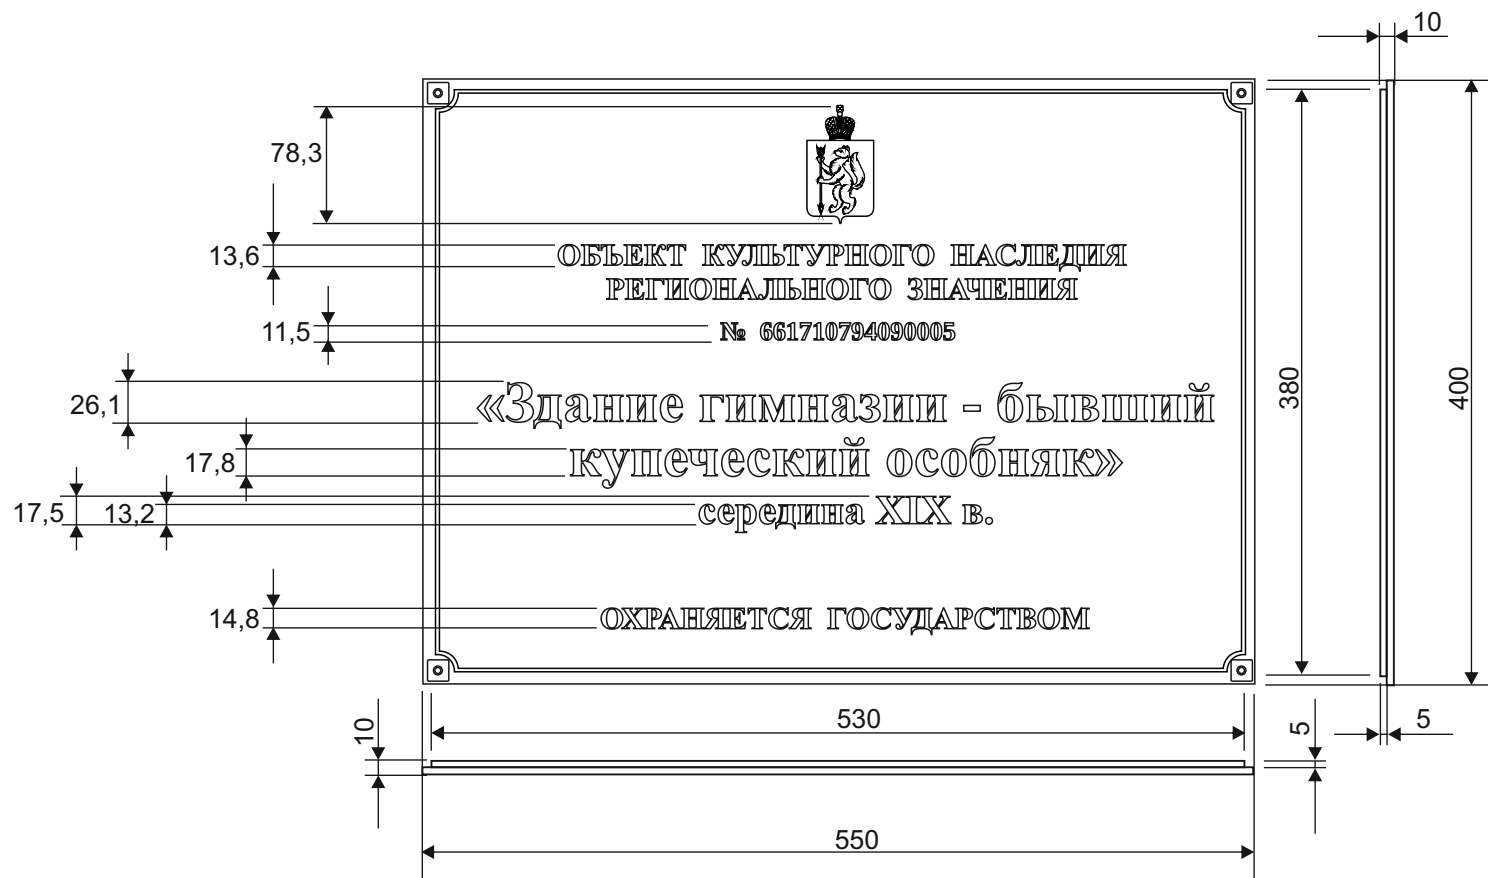 10
78,3
13,6
ОБЪЕКТ КУЛЬТУРНОГО НАСЛЕДИЯ
РЕГИОНАЛЬНОГО ЗНАЧЕНИЯ
11,5
№ 661710794090005
380
400
26,1
«Здание гимназии - бывший
17,8
купеческий особняк»
17,5
13,2
середина XIX в.
14,8
ОХРАНЯЕТСЯ ГОСУДАРСТВОМ
10
530
5
5
550